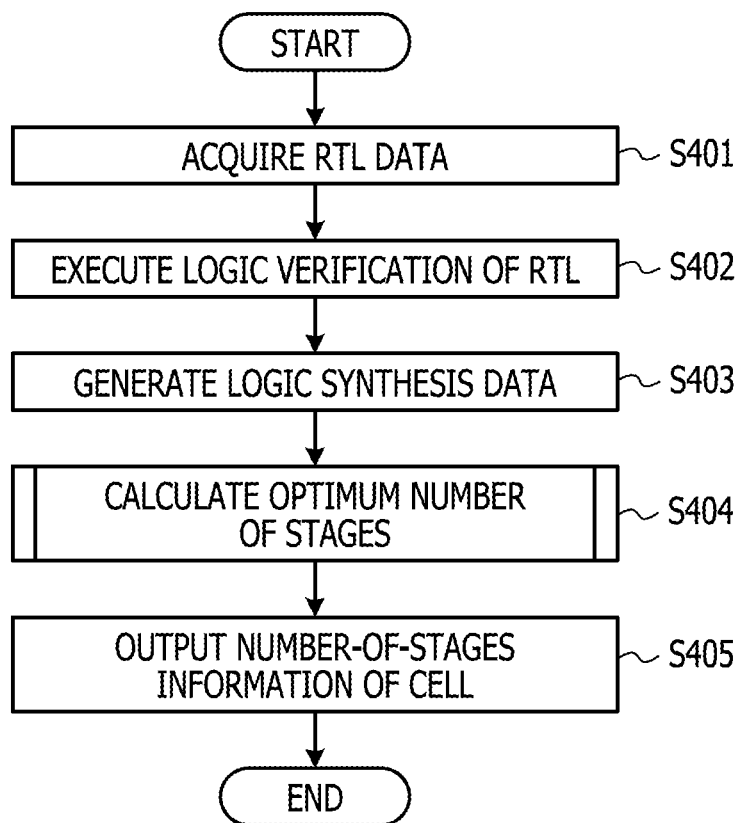 START
ACQUIRE RTL DATA
S401
EXECUTE LOGIC VERIFICATION OF RTL
S402
GENERATE LOGIC SYNTHESIS DATA
S403
CALCULATE OPTIMUM NUMBER
OF STAGES
S404
OUTPUT NUMBER-OF-STAGES
INFORMATION OF CELL
S405
END